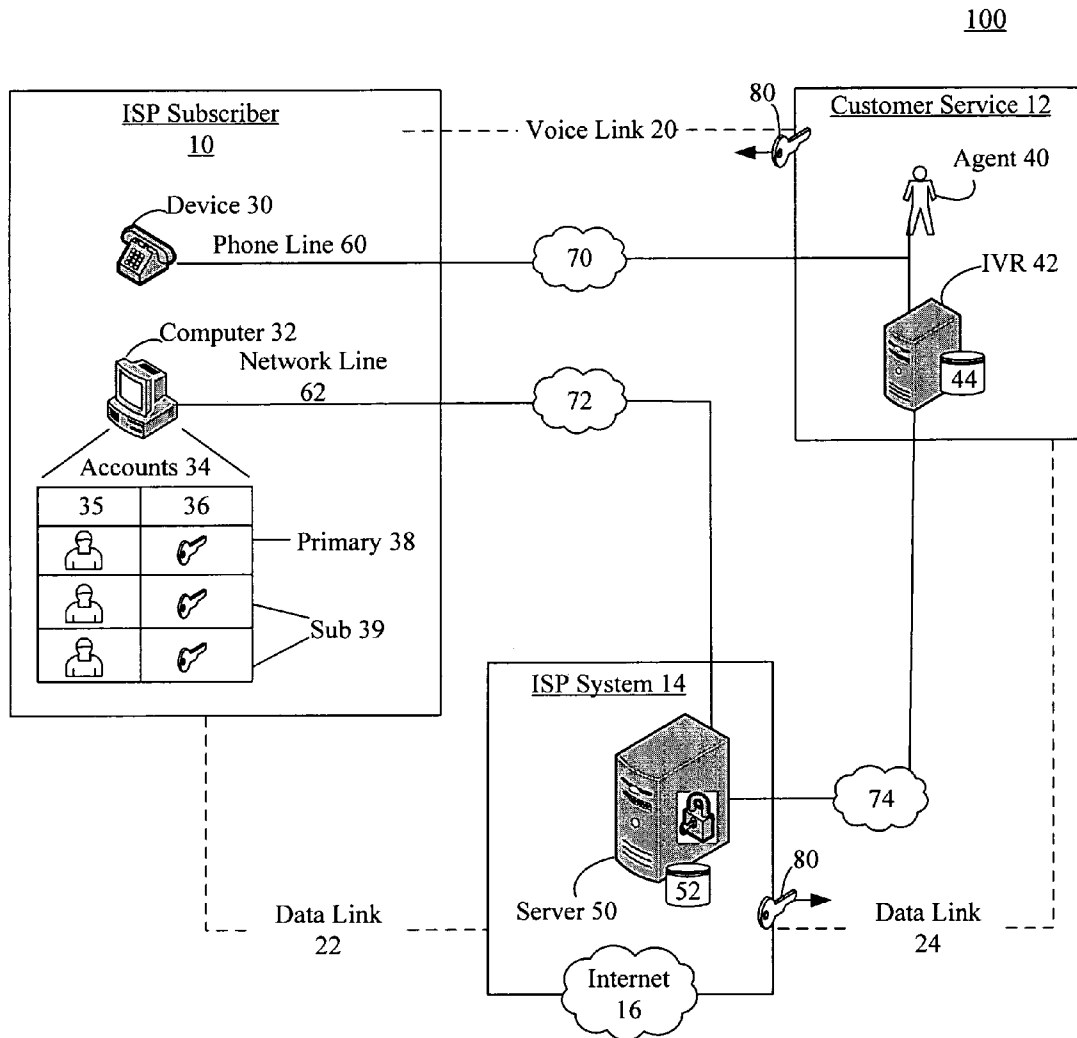 100
ISP Subscriber
10
Device 30
Phone Line 60
Computer 32
Network Line
62
Accounts 34
35
36
Primary 38
Sub 39
Voice Link 20
80
70
72
Customer Service 12
Agent 40
IVR 42
44
ISP System 14
Server 50
52
74
80
Data Link
22
Data Link
24
Internet
16